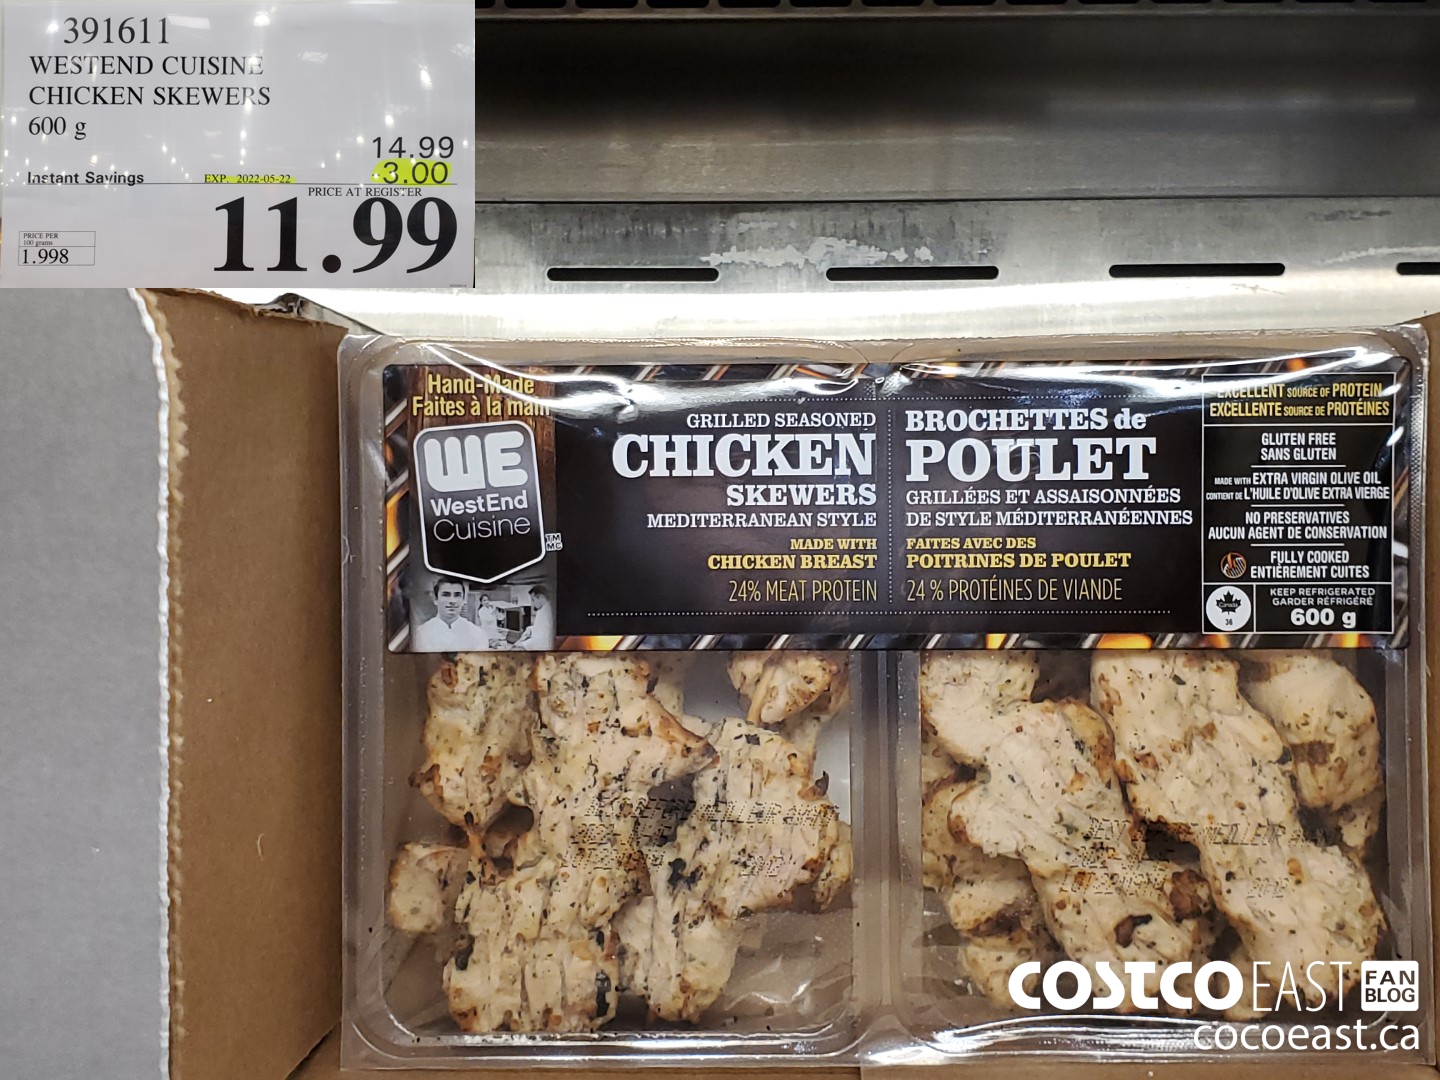 391611
WESTEND CUISINE
CHICKEN SKEWERS
600 g
14.99
Instant Savings EXP. 2022-05-22 3.00
PRICE AT REGISTER
11.99
PRICE PER
100 grams
1.998
Hand-Made
Faites à la main
WE
WestEnd
Cuisine
TM
MC
GRILLED SEASONED
CHICKEN
SKEWERS
MEDITERRANEAN STYLE
MADE WITH
CHICKEN BREAST
24% MEAT PROTEIN
BROCHETTES de
POULET
GRILLÉES ET ASSAISONNÉES
DE STYLE MÉDITERRANÉENNES
FAITES AVEC DES
POITRINES DE POULET
24 % PROTÉINES DE VIANDE
EXCELLENT SOURCE OF PROTEIN
EXCELLENTE SOURCE DE PROTÉINES
GLUTEN FREE
SANS GLUTEN
MADE WITH EXTRA VIRGIN OLIVE OIL
CONTIENT DE L'HUILE D'OLIVE EXTRA VIERGE
NO PRESERVATIVES
AUCUN AGENT DE CONSERVATION
FULLY COOKED
ENTIÈREMENT CUITES
Canada
36
KEEP REFRIGERATED
GARDER RÉFRIGÉRÉ
600 g
COSTCO EAST FAN
BLOG
cocoeast.ca